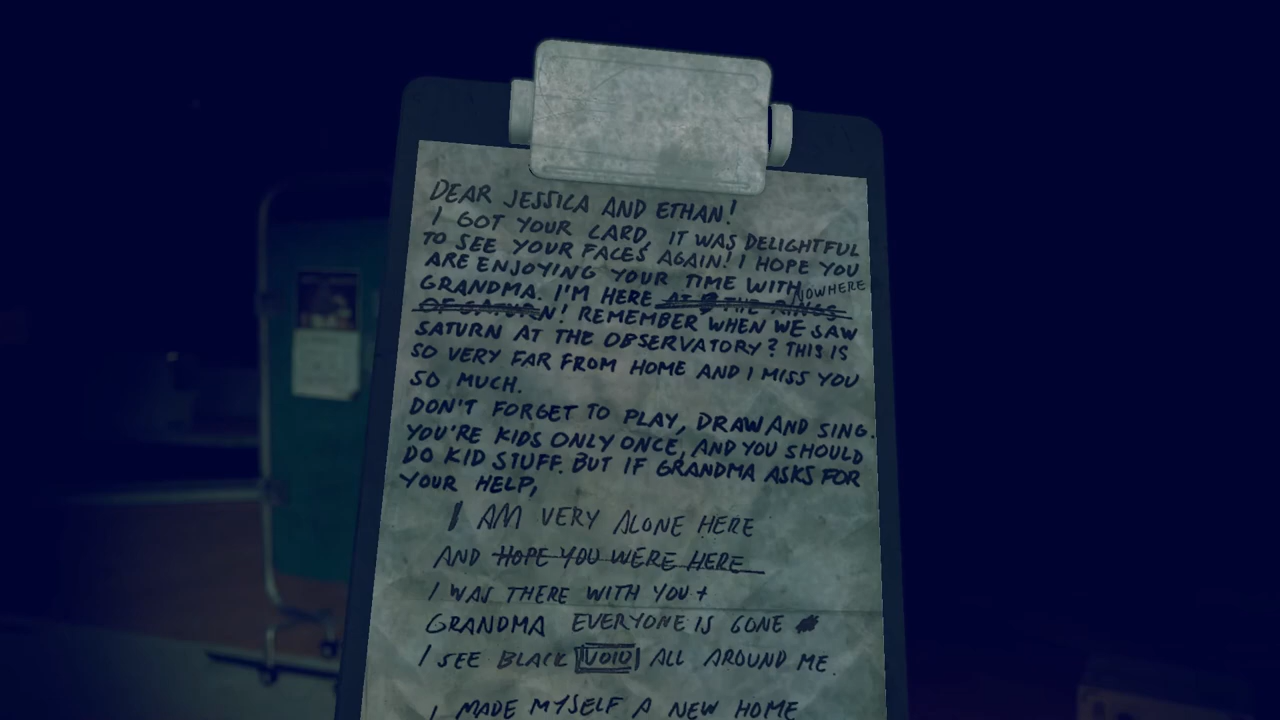 DEAR JESSICA AND ETHAN!
I GOT YOUR CARD, IT WAS DELIGHTFUL
TO SEE YOUR FACES AGAIN! I HOPE YOU
ARE ENJOYING YOUR TIME WITH
GRANDMA. I'M HERE AT THE RINGS NOWHERE
OF SATURN! REMEMBER WHEN WE SAW
SATURN AT THE OBSERVATORY? THIS IS
SO VERY FAR FROM HOME AND I MISS YOU
SO MUCH.
DON'T FORGET TO PLAY, DRAW AND SING.
YOU'RE KIDS ONLY ONCE, AND YOU SHOULD
DO KID STUFF. BUT IF GRANDMA ASKS FOR
YOUR HELP,
I AM VERY ALONE HERE
AND HOPE YOU WERE HERE
I WAS THERE WITH YOU +
GRANDMA EVERYONE IS GONE
I SEE BLACK VOID ALL AROUND ME.
I MADE MYSELF A NEW HOME